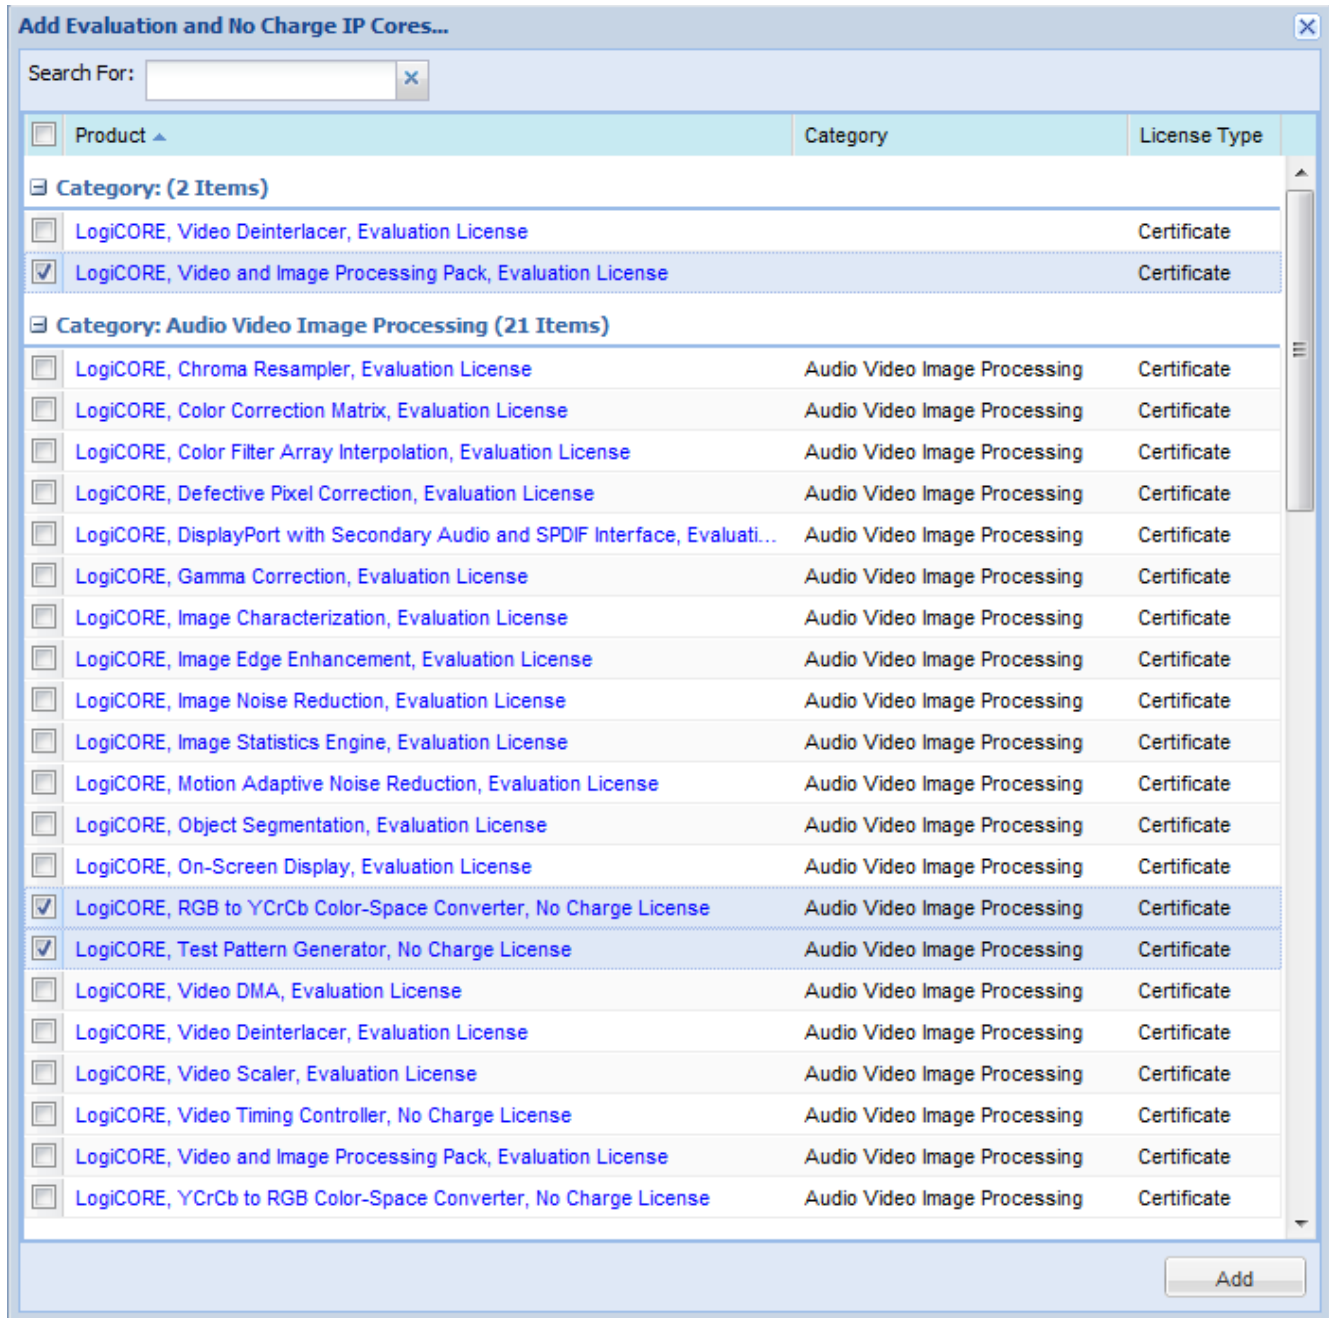 Add Evaluation and No Charge IP Cores...
Search For:
Product Category License Type
Category: (2 Items)
LogiCORE, Video Deinterlacer, Evaluation License Certificate
LogiCORE, Video and Image Processing Pack, Evaluation License Certificate
Category: Audio Video Image Processing (21 Items)
LogiCORE, Chroma Resampler, Evaluation License Audio Video Image Processing Certificate
LogiCORE, Color Correction Matrix, Evaluation License Audio Video Image Processing Certificate
LogiCORE, Color Filter Array Interpolation, Evaluation License Audio Video Image Processing Certificate
LogiCORE, Defective Pixel Correction, Evaluation License Audio Video Image Processing Certificate
LogiCORE, DisplayPort with Secondary Audio and SPDIF Interface, Evaluati... Audio Video Image Processing Certificate
LogiCORE, Gamma Correction, Evaluation License Audio Video Image Processing Certificate
LogiCORE, Image Characterization, Evaluation License Audio Video Image Processing Certificate
LogiCORE, Image Edge Enhancement, Evaluation License Audio Video Image Processing Certificate
LogiCORE, Image Noise Reduction, Evaluation License Audio Video Image Processing Certificate
LogiCORE, Image Statistics Engine, Evaluation License Audio Video Image Processing Certificate
LogiCORE, Motion Adaptive Noise Reduction, Evaluation License Audio Video Image Processing Certificate
LogiCORE, Object Segmentation, Evaluation License Audio Video Image Processing Certificate
LogiCORE, On-Screen Display, Evaluation License Audio Video Image Processing Certificate
LogiCORE, RGB to YCrCb Color-Space Converter, No Charge License Audio Video Image Processing Certificate
LogiCORE, Test Pattern Generator, No Charge License Audio Video Image Processing Certificate
LogiCORE, Video DMA, Evaluation License Audio Video Image Processing Certificate
LogiCORE, Video Deinterlacer, Evaluation License Audio Video Image Processing Certificate
LogiCORE, Video Scaler, Evaluation License Audio Video Image Processing Certificate
LogiCORE, Video Timing Controller, No Charge License Audio Video Image Processing Certificate
LogiCORE, Video and Image Processing Pack, Evaluation License Audio Video Image Processing Certificate
LogiCORE, YCrCb to RGB Color-Space Converter, No Charge License Audio Video Image Processing Certificate
Add